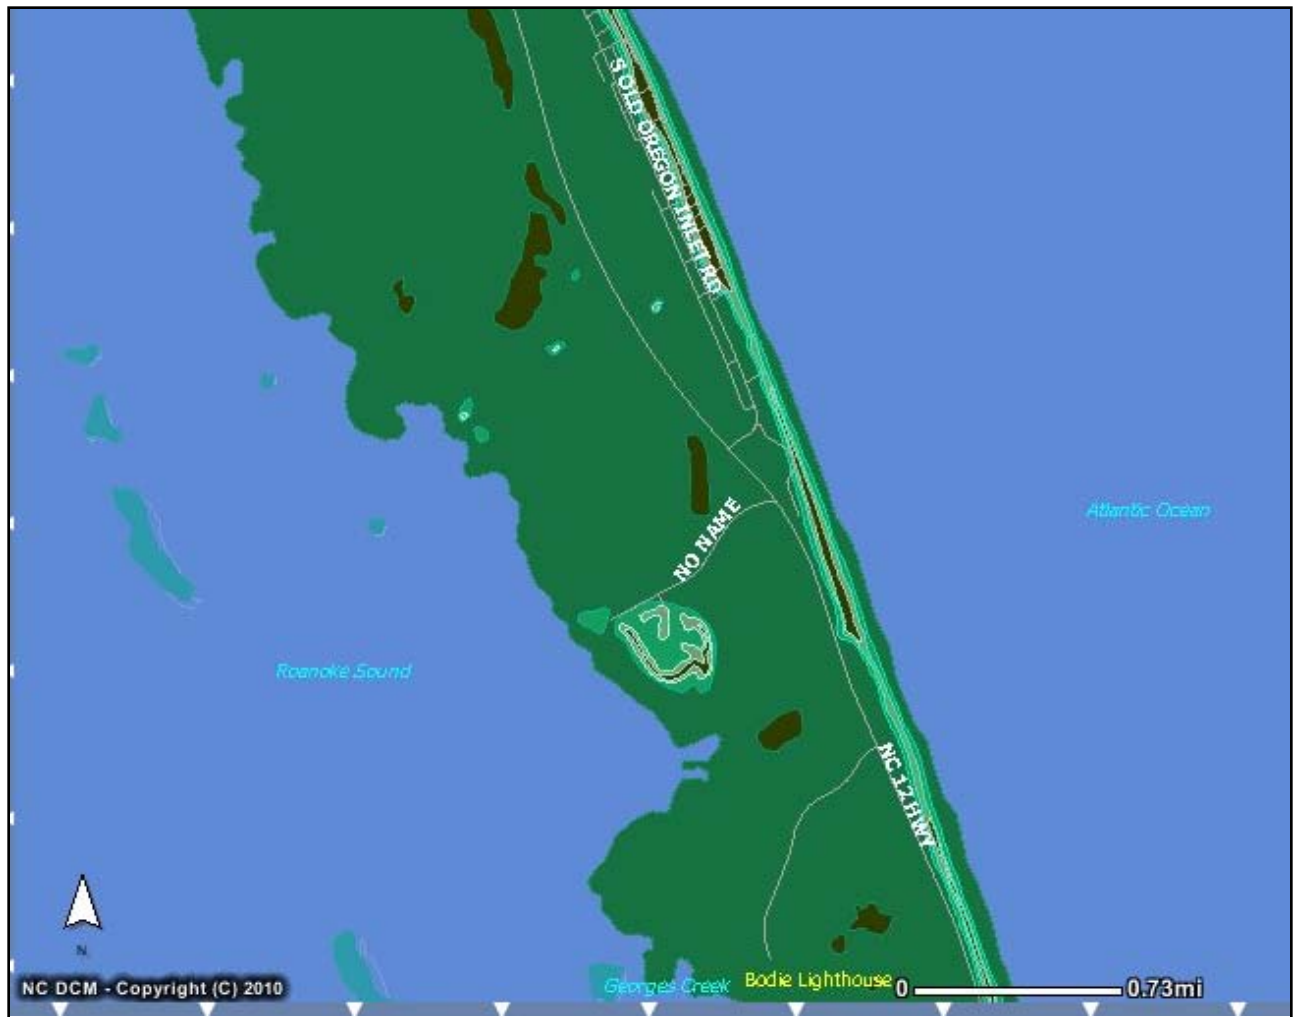 S OLD OREGON INLET RD
Atlantic Ocean
NO NAME
Roanoke Sound
NC 12 HWY
N
Georges Creek
Bodie Lighthouse
0
0.73mi
NC DCM - Copyright (C) 2010